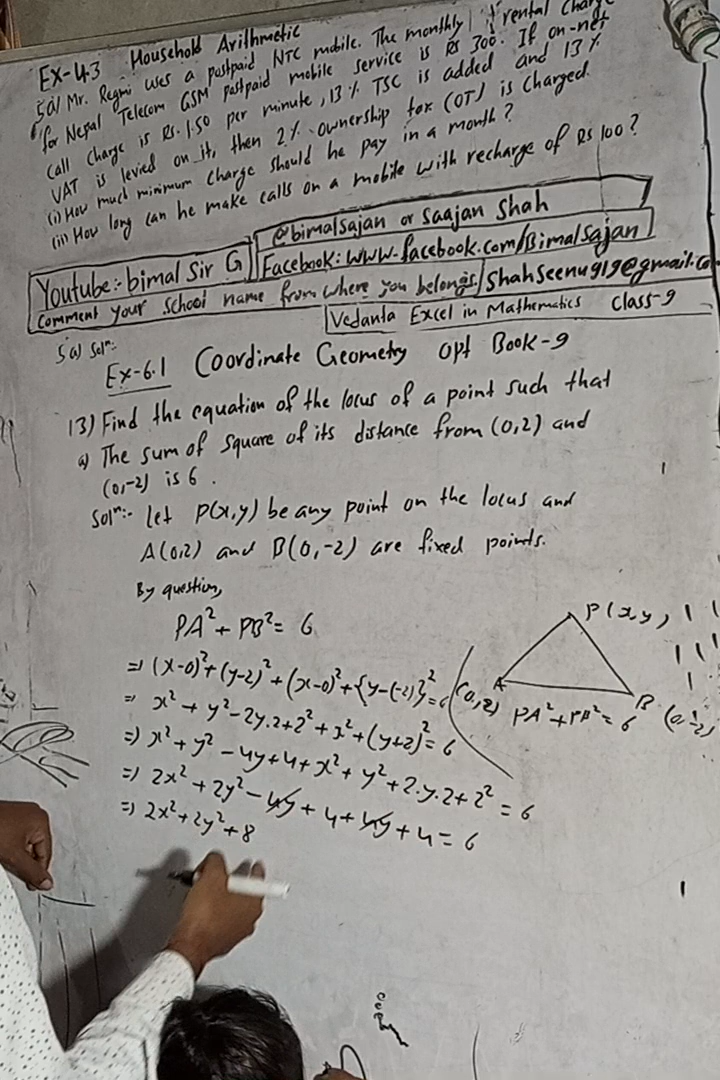 Ex-4.3 Household Arithmetic
5a) Mr. Regmi uses a postpaid NTC mobile. The monthly rental charge
for Nepal Telecom GSM postpaid mobile service is Rs 300. If on-net
call charge is Rs. 1.50 per minute, 13% TSC is added and 13%
VAT is levied on it, then 2% ownership tax (OT) is charged.
(i) How much minimum charge should he pay in a month?
(ii) How long can he make calls on a mobile with recharge of Rs 100?
@bimalsajan or Saajan Shah
Youtube:- bimal Sir G
Facebook: www.facebook.com/Bimalsajan
Comment your school name from where you belongs.
Shahseenu919@gmail.co
Vedanta Excel in Mathematics Class-9
5a) Solⁿ:-
Ex-6.1 Coordinate Geometry opt Book-9
13) Find the equation of the locus of a point such that
a) The sum of square of its distance from (0,2) and
(0,-2) is 6.
Solⁿ:- let P(x,y) be any point on the locus and
A(0,2) and B(0,-2) are fixed points.
By question,
PA² + PB² = 6
⇒ (x-0)² + (y-2)² + (x-0)² + {y-(-2)}² = 6
⇒ x² + y² - 2y.2 + 2² + x² + (y+2)² = 6
⇒ x² + y² - 4y + 4 + x² + y² + 2.y.2 + 2² = 6
⇒ 2x² + 2y² - 4y + 4 + 4y + 4 = 6
⇒ 2x² + 2y² + 8
P(x,y)
A
(0,2)
B
(0,-2)
PA² + PB² = 6